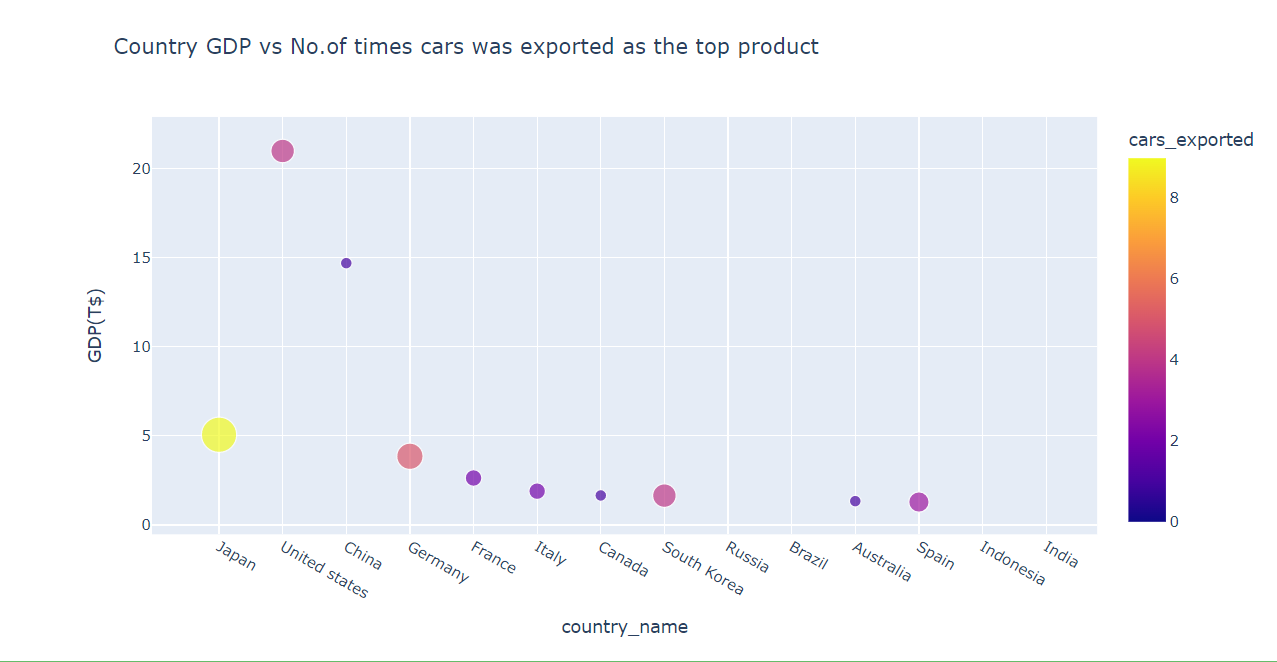 Country GDP vs No.of times cars was exported as the top product
cars_exported
8
6
4
2
0
GDP(T$)
20
15
10
5
0
Japan
United states
China
Germany
France
Italy
Canada
South Korea
Russia
Brazil
Australia
Spain
Indonesia
India
country_name